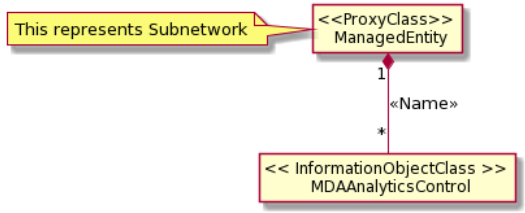 This represents Subnetwork
<<ProxyClass>>
ManagedEntity
1
«Name»
*
<< InformationObjectClass >>
MDAAnalyticsControl